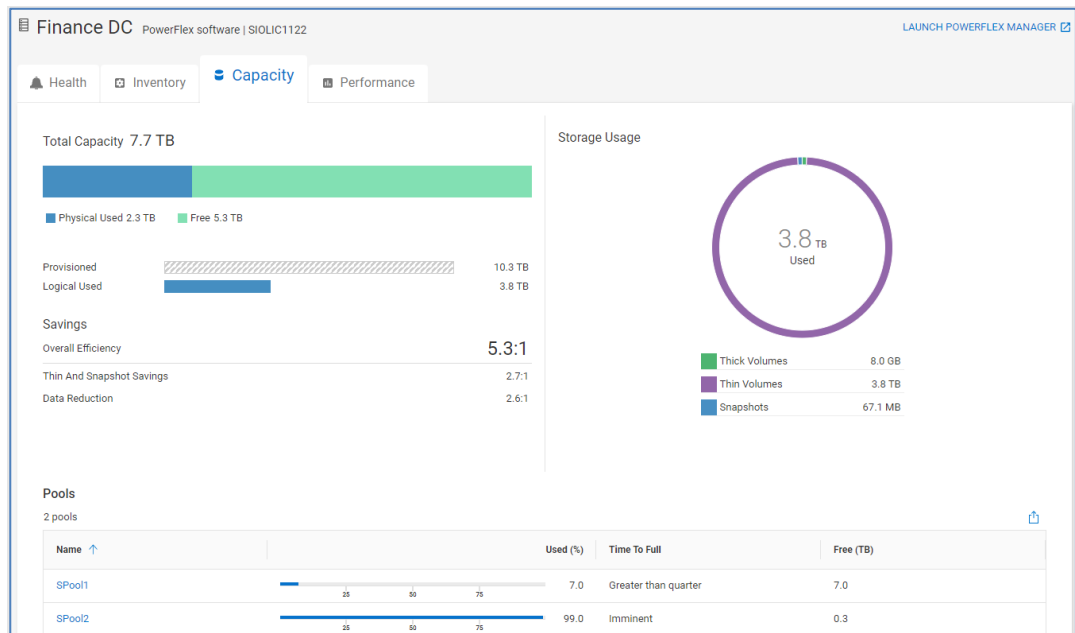 Finance DC PowerFlex software | SIOLIC1122
LAUNCH POWERFLEX MANAGER
Health
Inventory
Capacity
Performance
Total Capacity 7.7 TB
Physical Used 2.3 TB
Free 5.3 TB
Provisioned 10.3 TB
Logical Used 3.8 TB
Savings
Overall Efficiency 5.3:1
Thin And Snapshot Savings 2.7:1
Data Reduction 2.6:1
Storage Usage
3.8 TB
Used
Thick Volumes 8.0 GB
Thin Volumes 3.8 TB
Snapshots 67.1 MB
Pools
2 pools
Name Used (%) Time To Full Free (TB)
SPool1 7.0 Greater than quarter 7.0
25 50 75
SPool2 99.0 Imminent 0.3
25 50 75